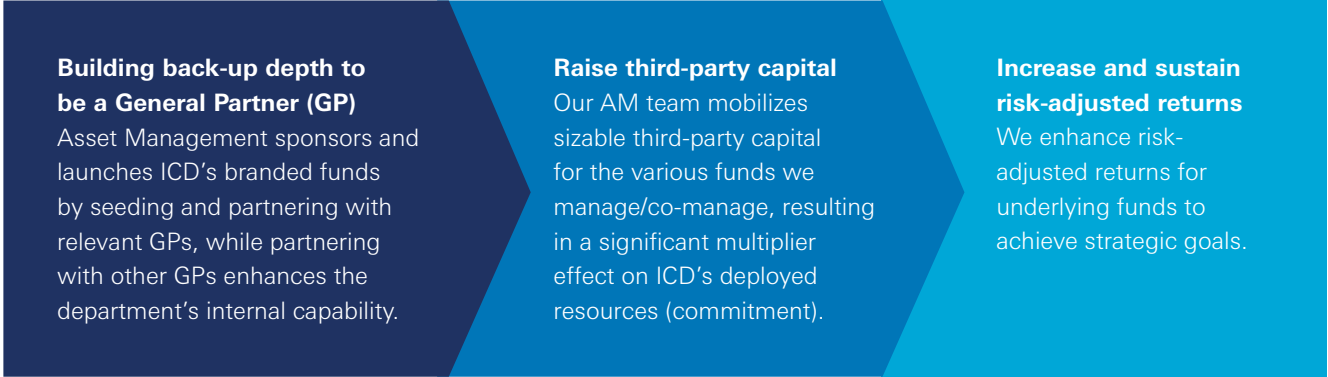 Building back-up depth to
be a General Partner (GP)
Asset Management sponsors and
launches ICD’s branded funds
by seeding and partnering with
relevant GPs, while partnering
with other GPs enhances the
department’s internal capability.
Raise third-party capital
Our AM team mobilizes
sizable third-party capital
for the various funds we
manage/co-manage, resulting
in a significant multiplier
effect on ICD’s deployed
resources (commitment).
Increase and sustain
risk-adjusted returns
We enhance risk-
adjusted returns for
underlying funds to
achieve strategic goals.